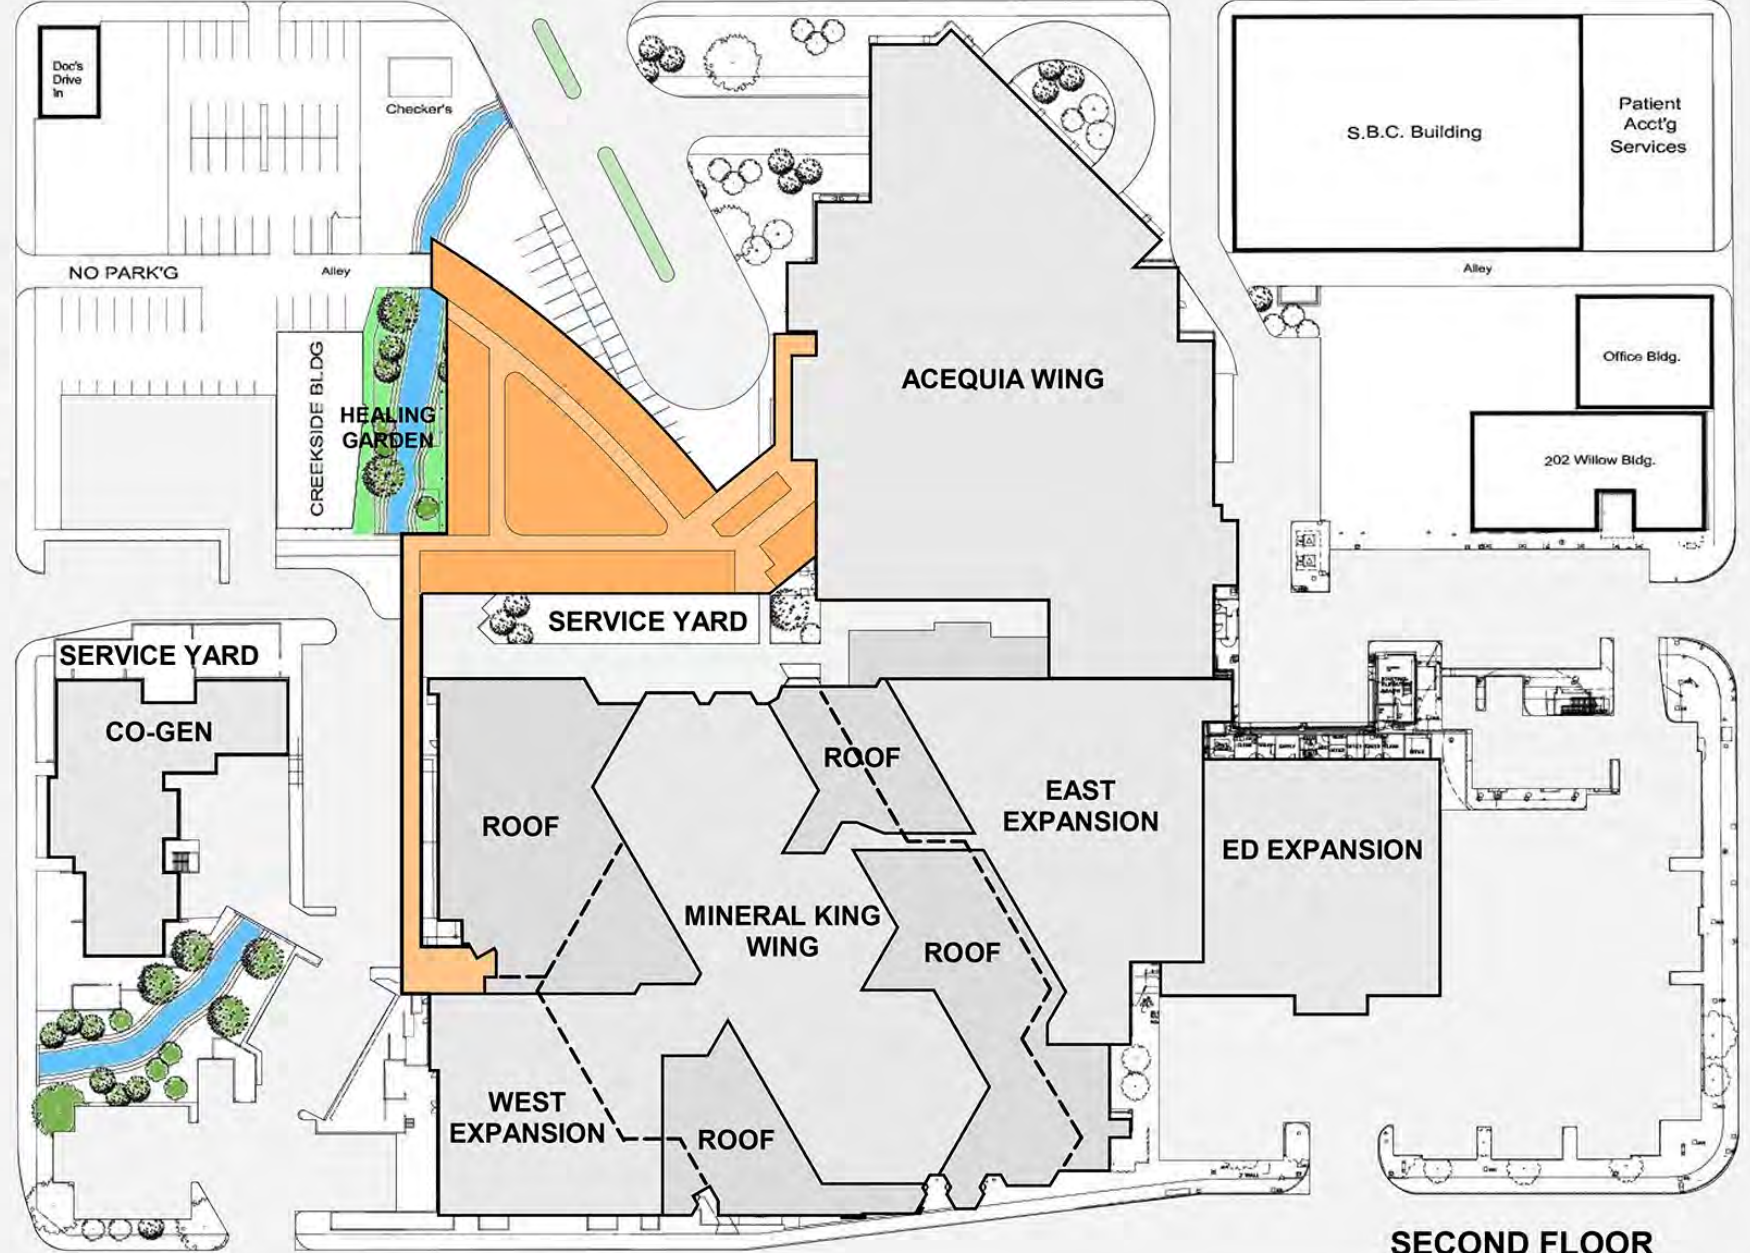 Doc's
Drive
In
Checker's
S.B.C. Building
Patient
Acct'g
Services
NO PARK'G
Alley
Alley
CREEKSIDE BLDG
HEALING
GARDEN
ACEQUIA WING
Office Bldg.
202 Willow Bldg.
SERVICE YARD
SERVICE YARD
CO-GEN
ROOF
ROOF
EAST
EXPANSION
ED EXPANSION
MINERAL KING
WING
ROOF
WEST
EXPANSION
ROOF
SECOND FLOOR